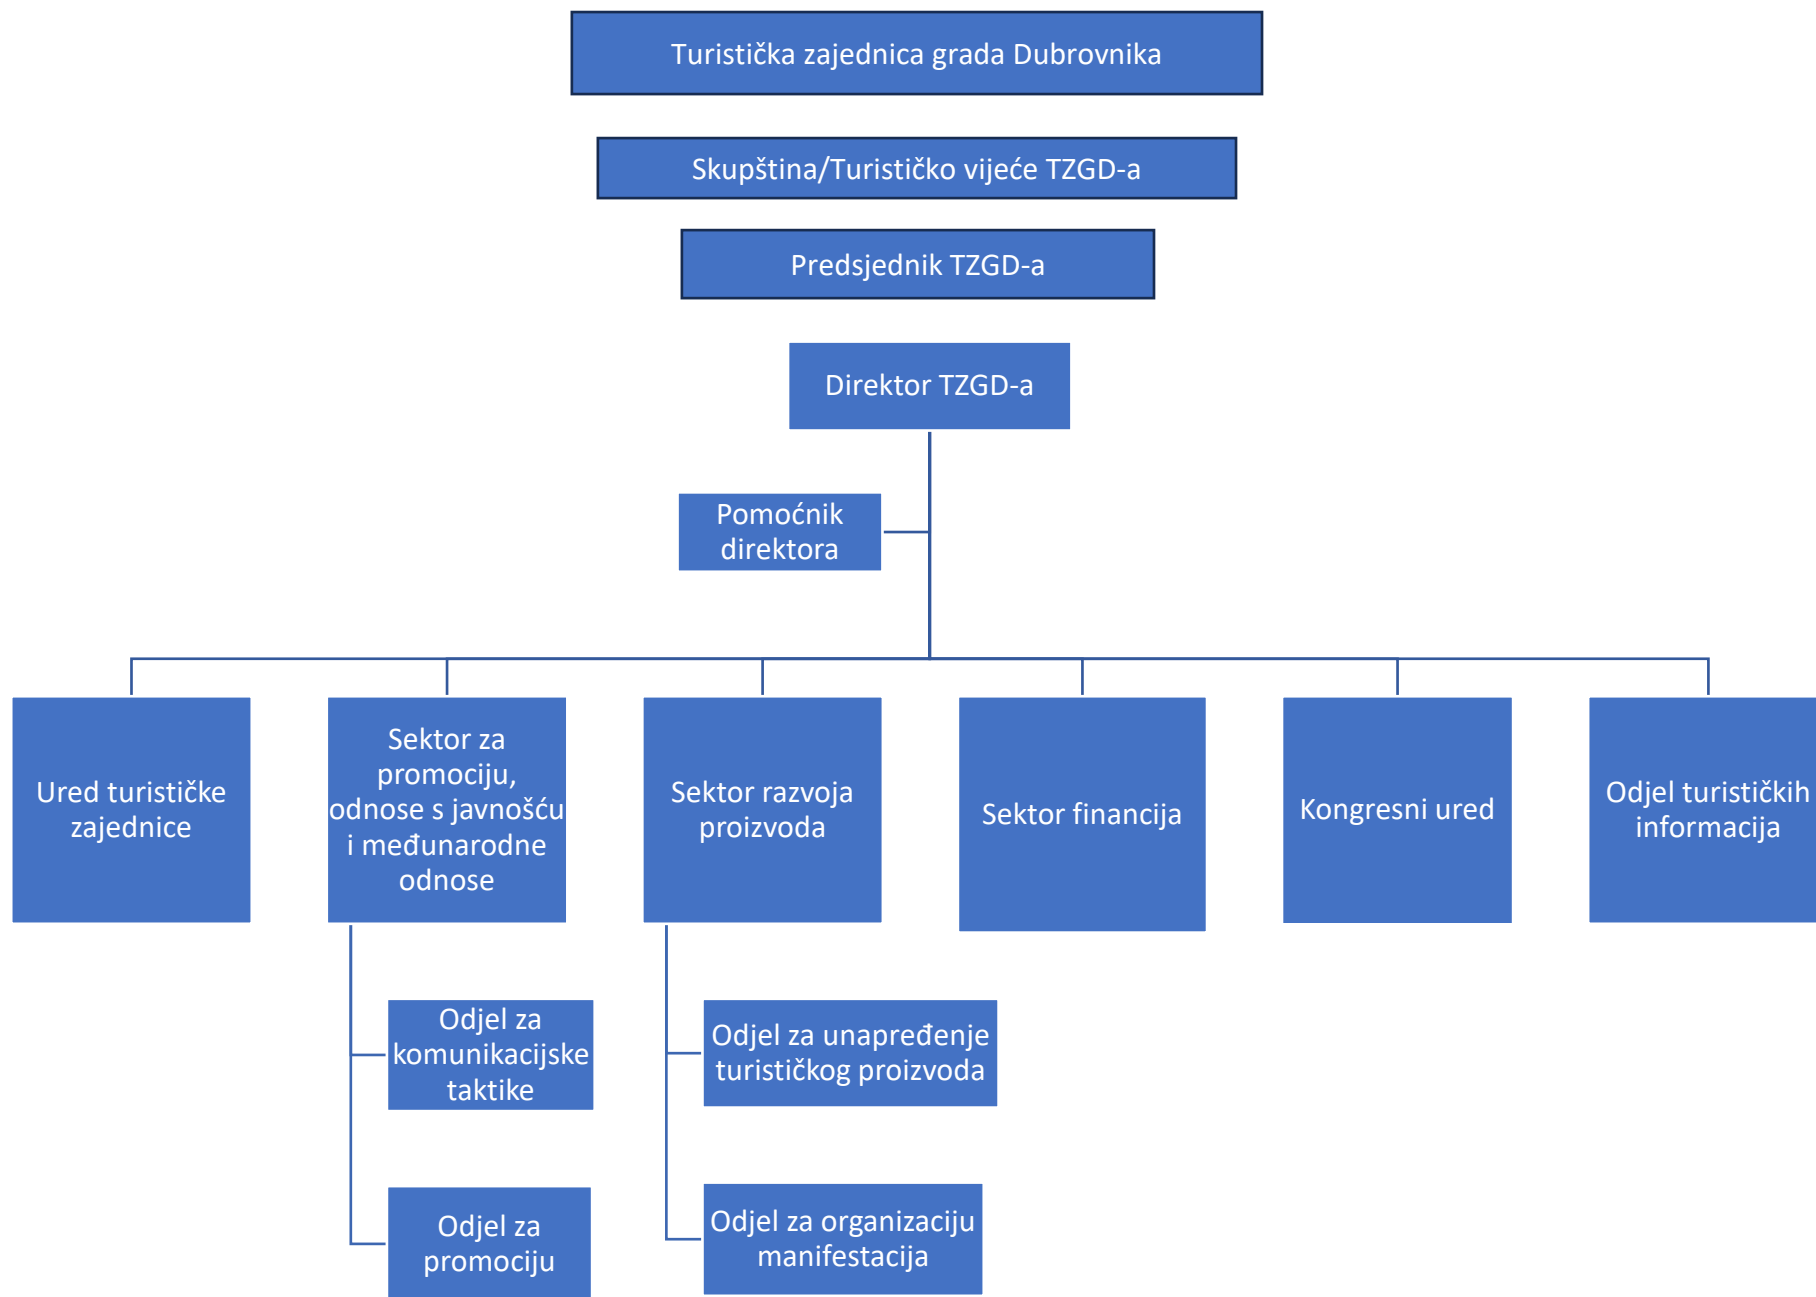 Turistička zajednica grada Dubrovnika
Skupština/Turističko vijeće TZGD-a
Predsjednik TZGD-a
Direktor TZGD-a
Pomoćnik
direktora
Ured turističke
zajednice
Sektor za
promociju,
odnose s javnošću
i međunarodne
odnose
Sektor razvoja
proizvoda
Sektor financija
Kongresni ured
Odjel turističkih
informacija
Odjel za
komunikacijske
taktike
Odjel za unapređenje
turističkog proizvoda
Odjel za
promociju
Odjel za organizaciju
manifestacija